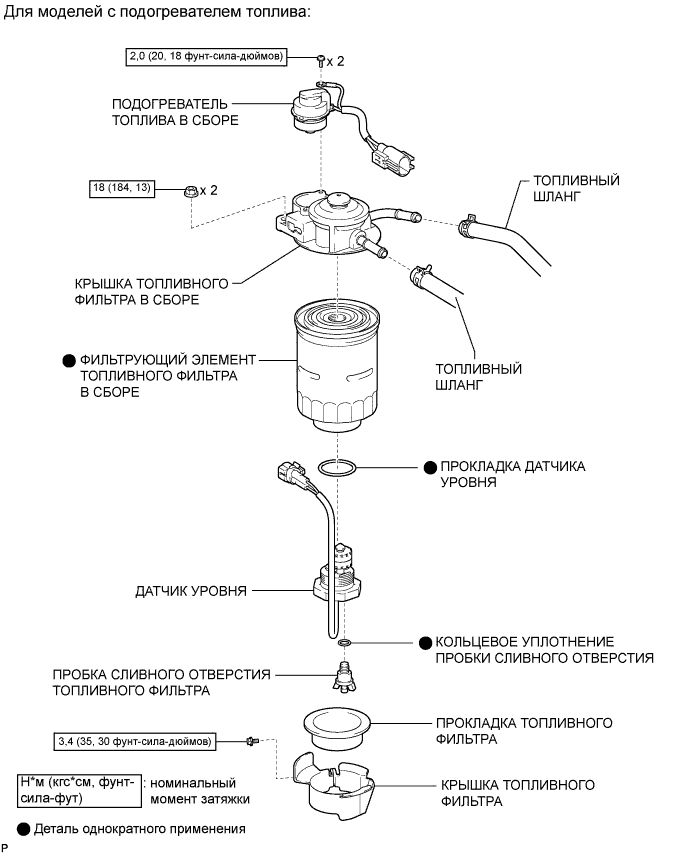 Для моделей с подогревателем топлива:
2,0 (20, 18 фунт-сила-дюймов)
x 2
ПОДОГРЕВАТЕЛЬ
ТОПЛИВА В СБОРЕ
18 (184, 13)
x 2
ТОПЛИВНЫЙ
ШЛАНГ
КРЫШКА ТОПЛИВНОГО
ФИЛЬТРА В СБОРЕ
ФИЛЬТРУЮЩИЙ ЭЛЕМЕНТ
ТОПЛИВНОГО ФИЛЬТРА
В СБОРЕ
ТОПЛИВНЫЙ
ШЛАНГ
ПРОКЛАДКА ДАТЧИКА
УРОВНЯ
ДАТЧИК УРОВНЯ
КОЛЬЦЕВОЕ УПЛОТНЕНИЕ
ПРОБКИ СЛИВНОГО ОТВЕРСТИЯ
ПРОБКА СЛИВНОГО ОТВЕРСТИЯ
ТОПЛИВНОГО ФИЛЬТРА
ПРОКЛАДКА ТОПЛИВНОГО
ФИЛЬТРА
3,4 (35, 30 фунт-сила-дюймов)
КРЫШКА ТОПЛИВНОГО
ФИЛЬТРА
Н*м (кгс*см, фунт-
сила-фут)
: номинальный
момент затяжки
Деталь однократного применения
P